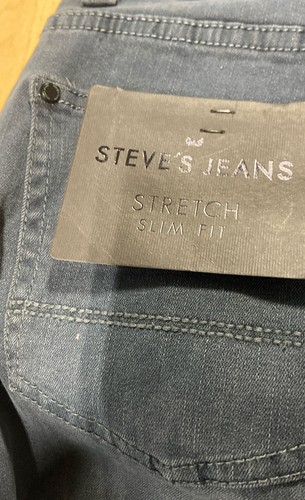 STEVE'S JEANS
STRETCH
SLIM FIT